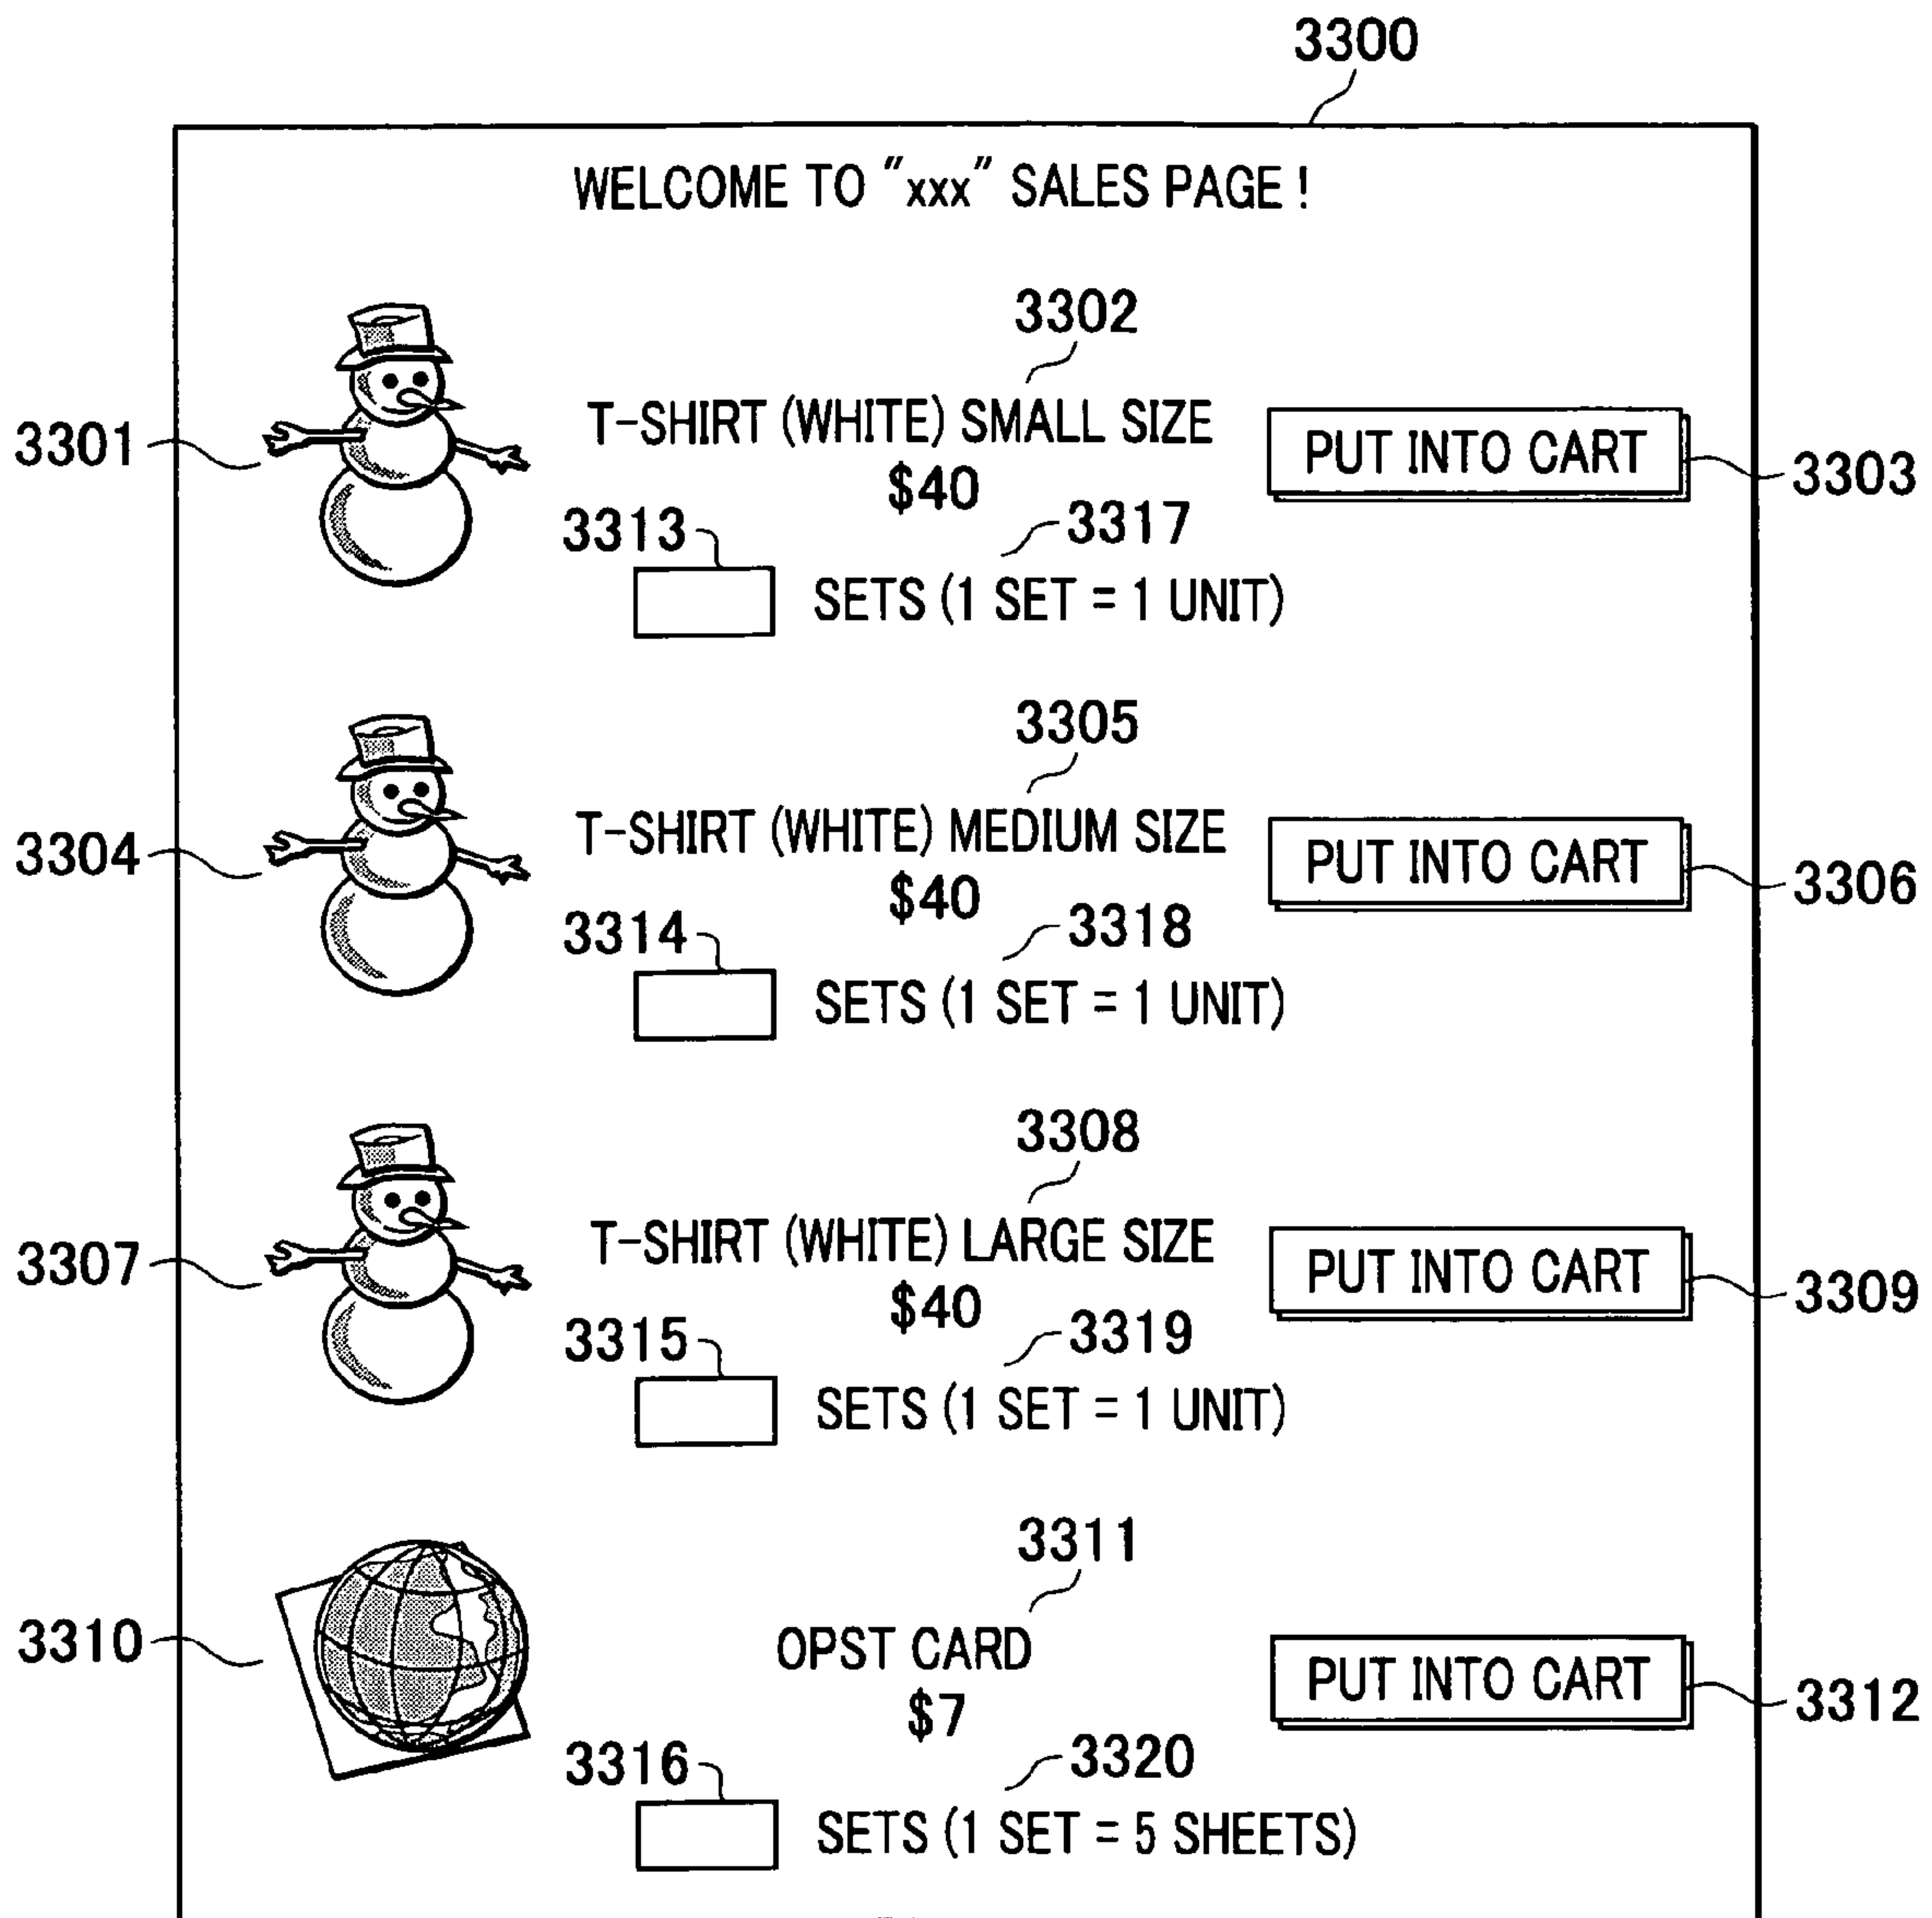 3300
WELCOME TO "xxx" SALES PAGE !
3302
3301
T-SHIRT (WHITE) SMALL SIZE
$40
PUT INTO CART
3303
3313
3317
SETS (1 SET = 1 UNIT)
3305
3304
T-SHIRT (WHITE) MEDIUM SIZE
$40
PUT INTO CART
3306
3314
3318
SETS (1 SET = 1 UNIT)
3308
3307
T-SHIRT (WHITE) LARGE SIZE
$40
PUT INTO CART
3309
3315
3319
SETS (1 SET = 1 UNIT)
3311
3310
OPST CARD
$7
PUT INTO CART
3312
3316
3320
SETS (1 SET = 5 SHEETS)